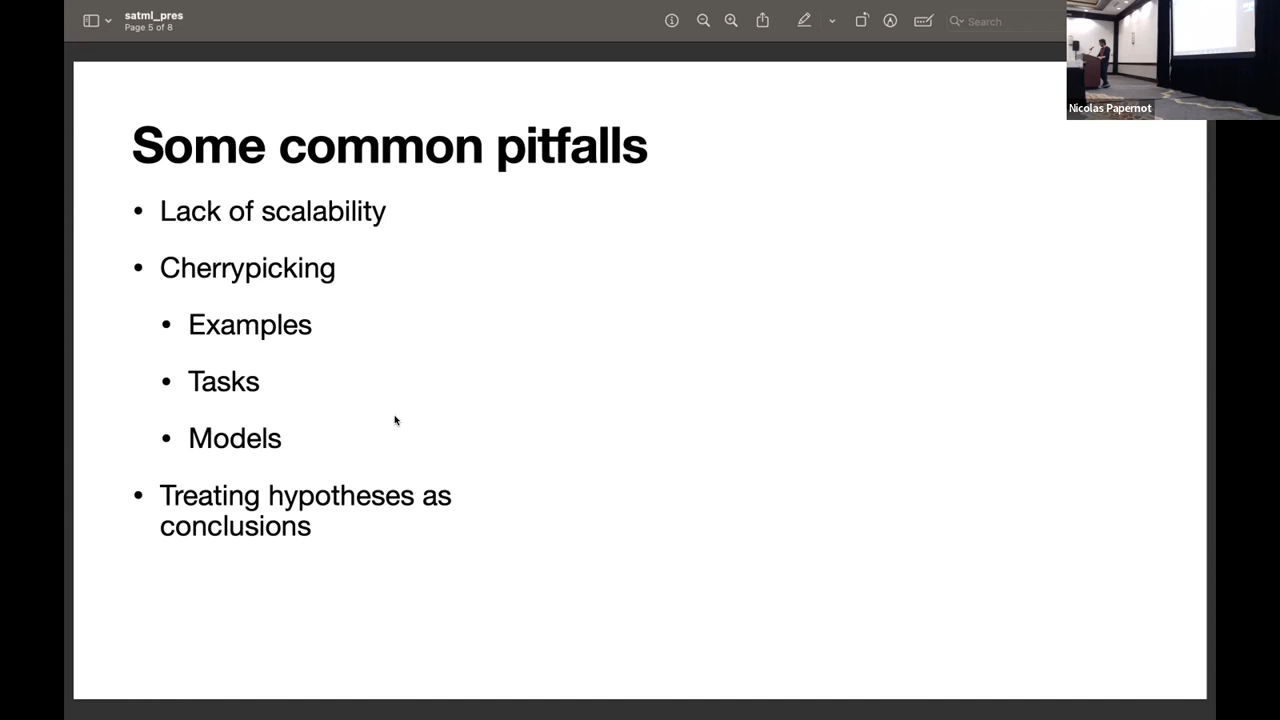 satml_pres
Page 5 of 8
Search
Nicolas Papernot
Some common pitfalls
• Lack of scalability
• Cherrypicking
• Examples
• Tasks
• Models
• Treating hypotheses as
conclusions